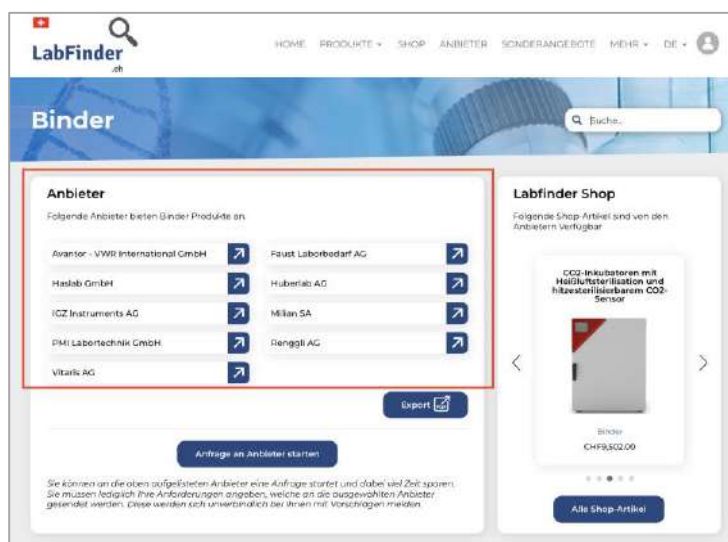 LabFinder
.ch
HOME PRODUKTE SHOP ANBIETER SONDERANGEBOTE MEHR DE
Binder
Suche..
Anbieter
Folgende Anbieter bieten Binder Produkte an
Avantor - VWR International GmbH
Faust Laborbedarf AG
Haslab GmbH
Huberlab AG
IGZ Instruments AG
Milian SA
PMI Labortechnik GmbH
Renggli AG
Vitaris AG
Export
Anfrage an Anbieter starten
Sie können an die oben aufgelisteten Anbieter eine Anfrage startet und dabei viel Zeit sparen.
Sie müssen lediglich Ihre Anforderungen angeben, welche an die ausgewählten Anbieter
gesendet werden. Diese werden sich unverbindlich bei Ihnen mit Vorschlägen melden.
Labfinder Shop
Folgende Shop-Artikel sind von den
Anbietern Verfügbar
CO2-Inkubatoren mit
Heißluftsterilisation und
hitzesterilisierbarem CO2-
Sensor
Binder
CHF9,502.00
Alle Shop-Artikel